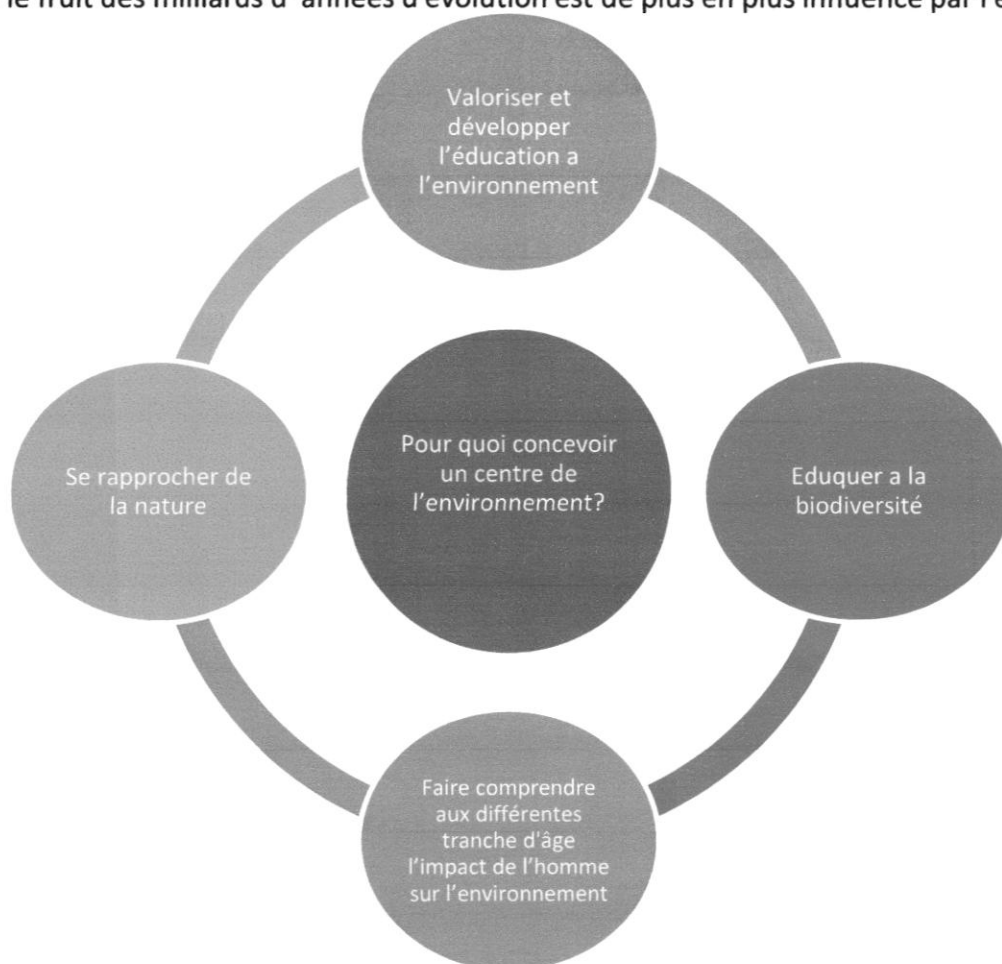 le fruit des milliards d' années d'évolution est de plus en plus influencé par l'é
Valoriser et
développer
l'éducation a
l'environnement
Se rapprocher de
la nature
Pour quoi concevoir
un centre de
l'environnement?
Eduquer a la
biodiversité
Faire comprendre
aux différentes
tranche d'âge
l'impact de l'homme
sur l'environnement